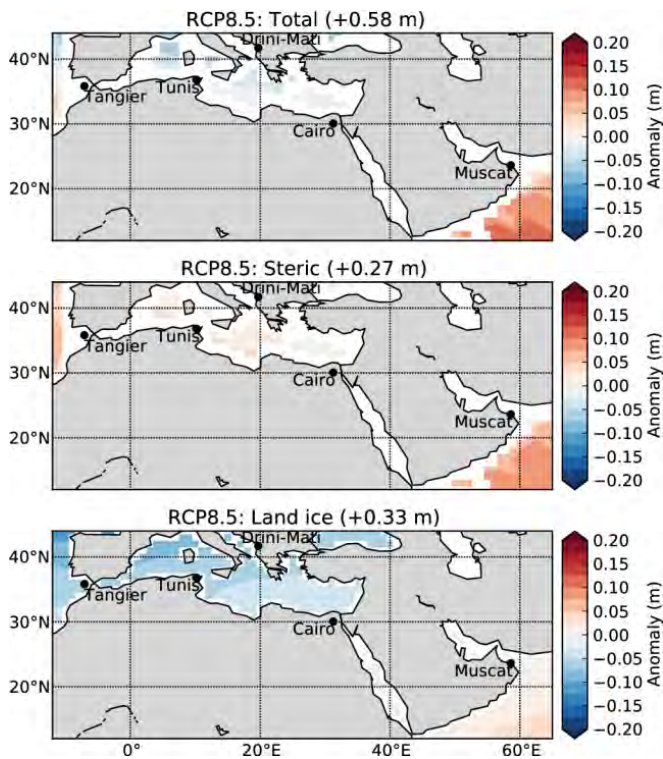 RCP8.5: Total (+0.58 m)
40°N
30°N
20°N
Drini-Mati
Tangier
Tunis
Cairo
Muscat
0.20
0.15
0.10
0.05
0.00
−0.05
−0.10
−0.15
−0.20
Anomaly (m)
RCP8.5: Steric (+0.27 m)
40°N
30°N
20°N
Drini-Mati
Tangier
Tunis
Cairo
Muscat
0.20
0.15
0.10
0.05
0.00
−0.05
−0.10
−0.15
−0.20
Anomaly (m)
RCP8.5: Land ice (+0.33 m)
40°N
30°N
20°N
Drini-Mati
Tangier
Tunis
Cairo
Muscat
0.20
0.15
0.10
0.05
0.00
−0.05
−0.10
−0.15
−0.20
Anomaly (m)
0°
20°E
40°E
60°E